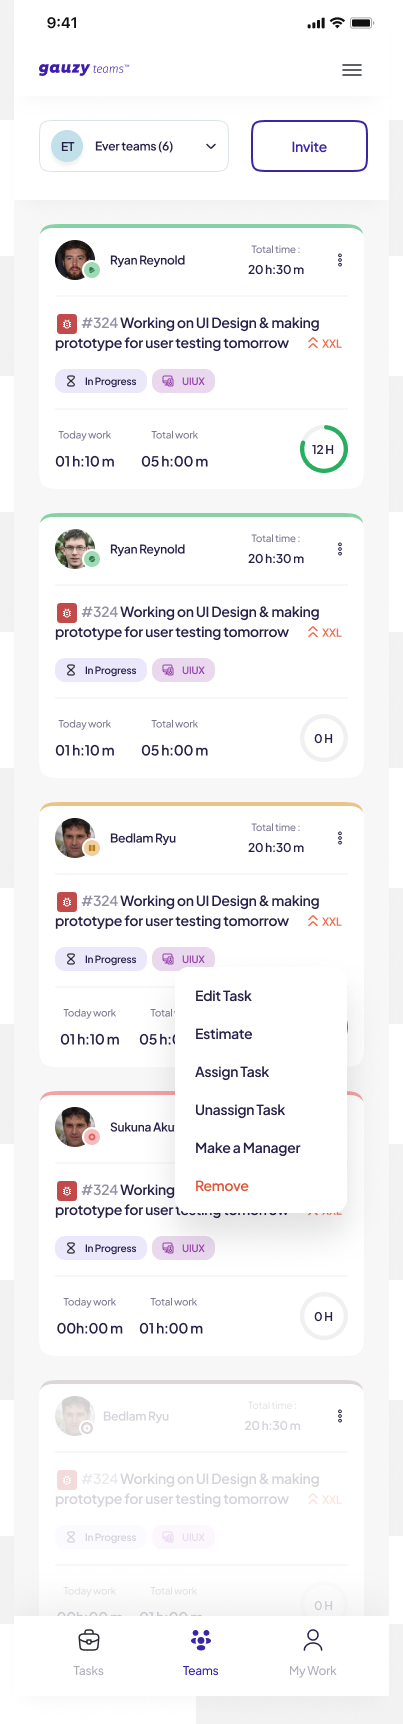 9:41
gauzy teams™
ET Ever teams (6)
Invite
Ryan Reynold
Total time :
20 h:30 m
#324 Working on UI Design & making
prototype for user testing tomorrow XXL
In Progress UIUX
Today work Total work
01 h:10 m 05 h:00 m
12 H
Ryan Reynold
Total time :
20 h:30 m
#324 Working on UI Design & making
prototype for user testing tomorrow XXL
In Progress UIUX
Today work Total work
01 h:10 m 05 h:00 m
0 H
Bedlam Ryu
Total time :
20 h:30 m
#324 Working on UI Design & making
prototype for user testing tomorrow XXL
In Progress UIUX
Today work
01 h:10 m 05 h:
Edit Task
Estimate
Assign Task
Unassign Task
Make a Manager
Remove
Sukuna Aku
#324 Working
prototype for user testing tomorrow XXL
In Progress UIUX
Today work Total work
00h:00 m 01 h:00 m
0 H
Bedlam Ryu
Total time :
20 h:30 m
#324 Working on UI Design & making
prototype for user testing tomorrow XXL
In Progress UIUX
Today work Total work
00h:00 m 01 h:00 m
0 H
Tasks
Teams
My Work